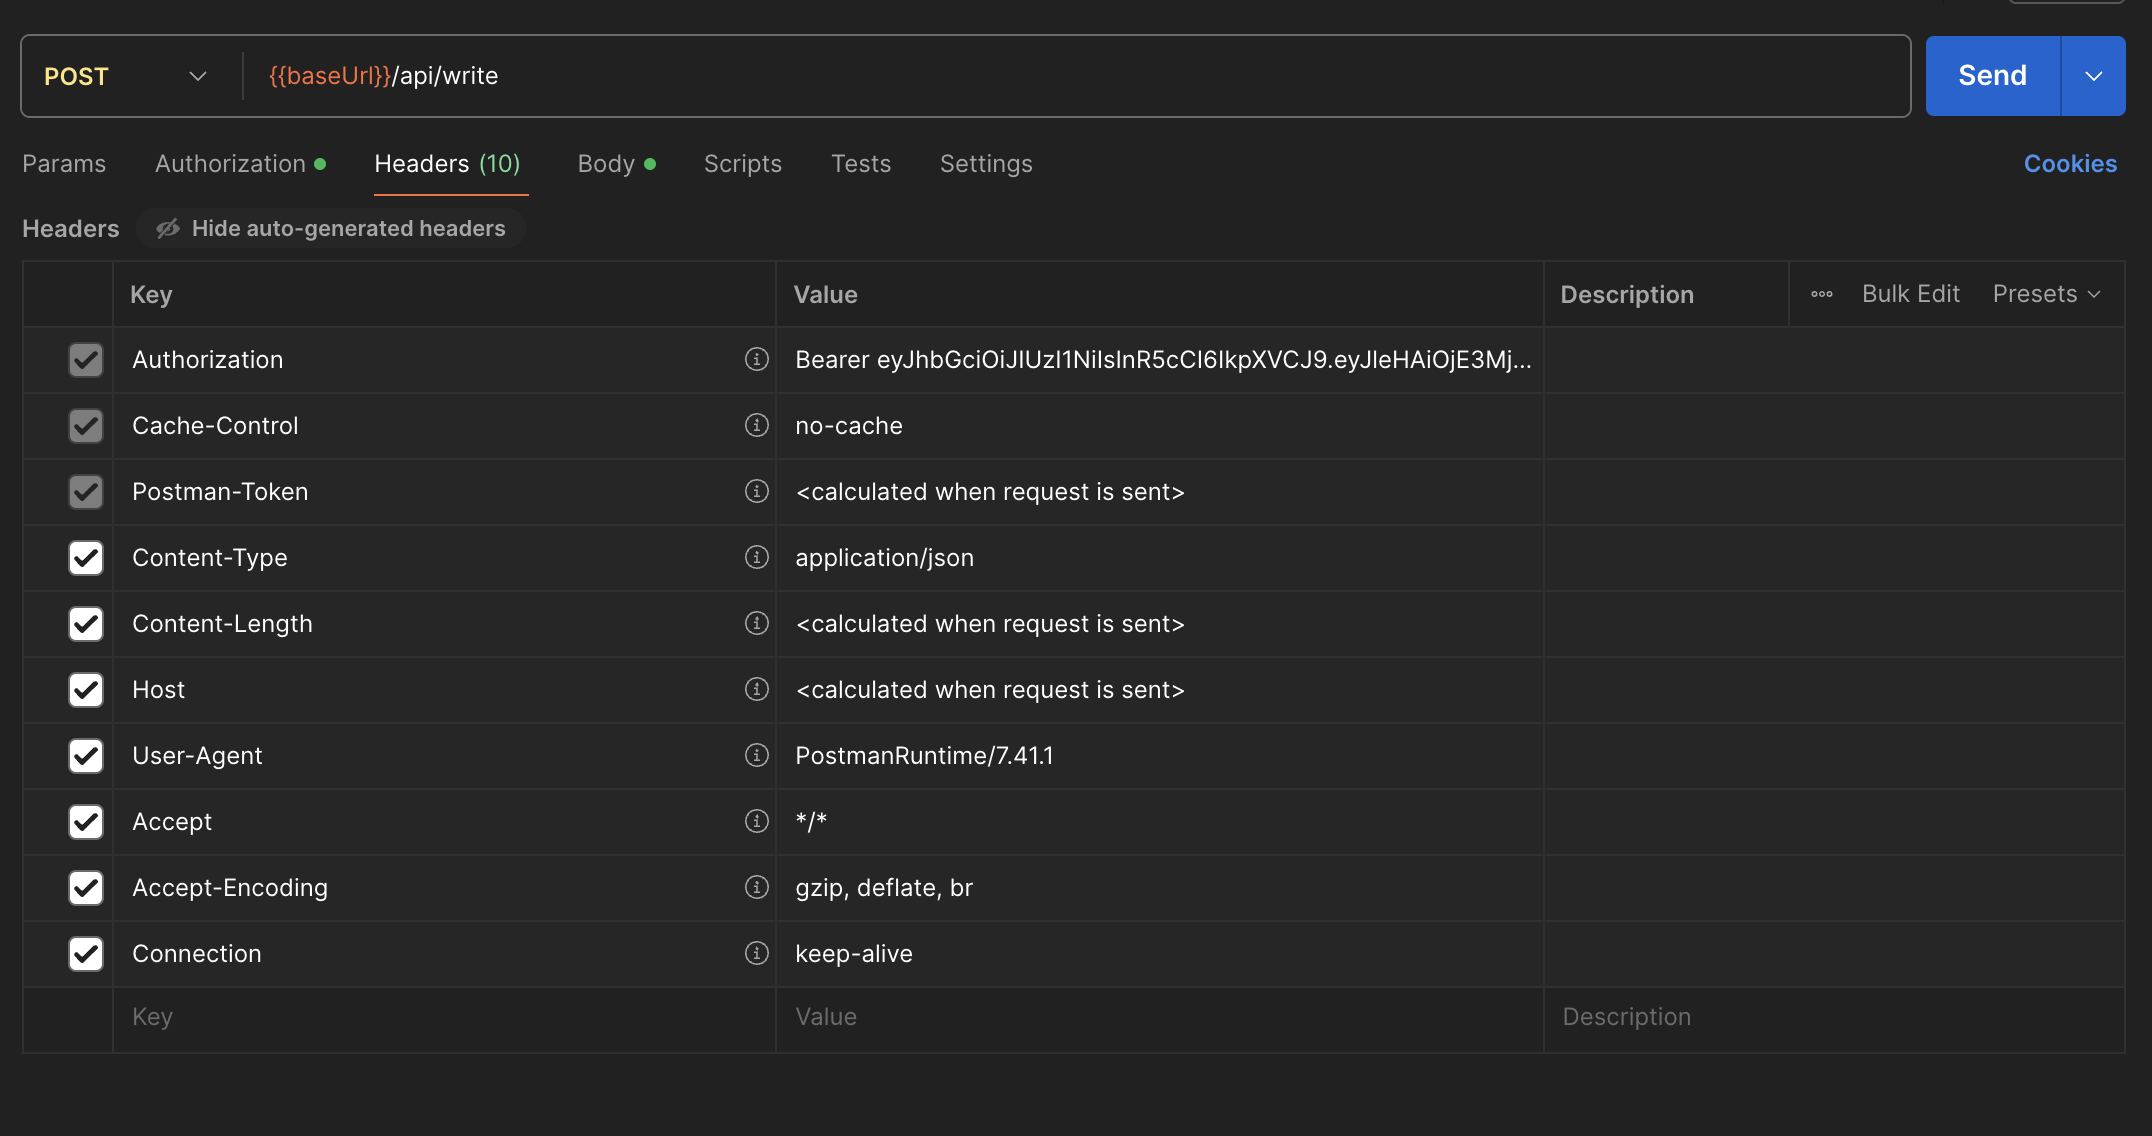 POST {{baseUrl}}/api/write Send
Params Authorization Headers (10) Body Scripts Tests Settings Cookies
Headers Hide auto-generated headers
Key Value Description Bulk Edit Presets
Authorization Bearer eyJhbGciOiJIUzI1NiIsInR5cCI6IkpXVCJ9.eyJleHAiOjE3Mj...
Cache-Control no-cache
Postman-Token <calculated when request is sent>
Content-Type application/json
Content-Length <calculated when request is sent>
Host <calculated when request is sent>
User-Agent PostmanRuntime/7.41.1
Accept */*
Accept-Encoding gzip, deflate, br
Connection keep-alive
Key Value Description